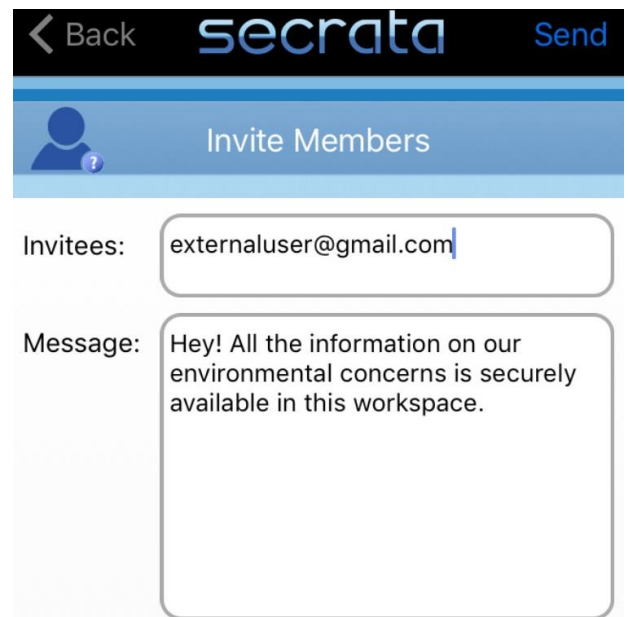 Back secrata Send
Invite Members
?
Invitees: externaluser@gmail.com
Message: Hey! All the information on our
environmental concerns is securely
available in this workspace.